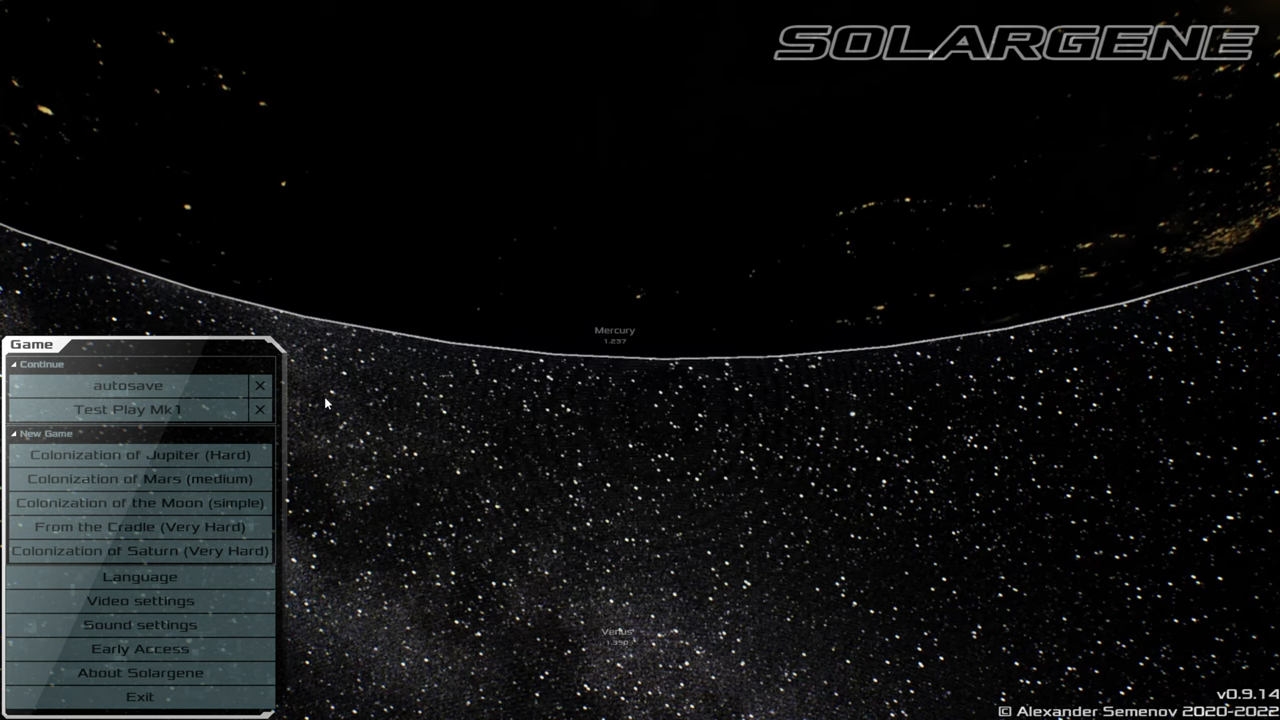 SOLARGENE
Mercury
1.237
Game
Continue
autosave
Test Play Mk1
New Game
Colonization of Jupiter (Hard)
Colonization of Mars (medium)
Colonization of the Moon (simple)
From the Cradle (Very Hard)
Colonization of Saturn (Very Hard)
Language
Video settings
Sound settings
Early Access
About Solargene
Exit
Venus
v0.9.14
© Alexander Semenov 2020-2022